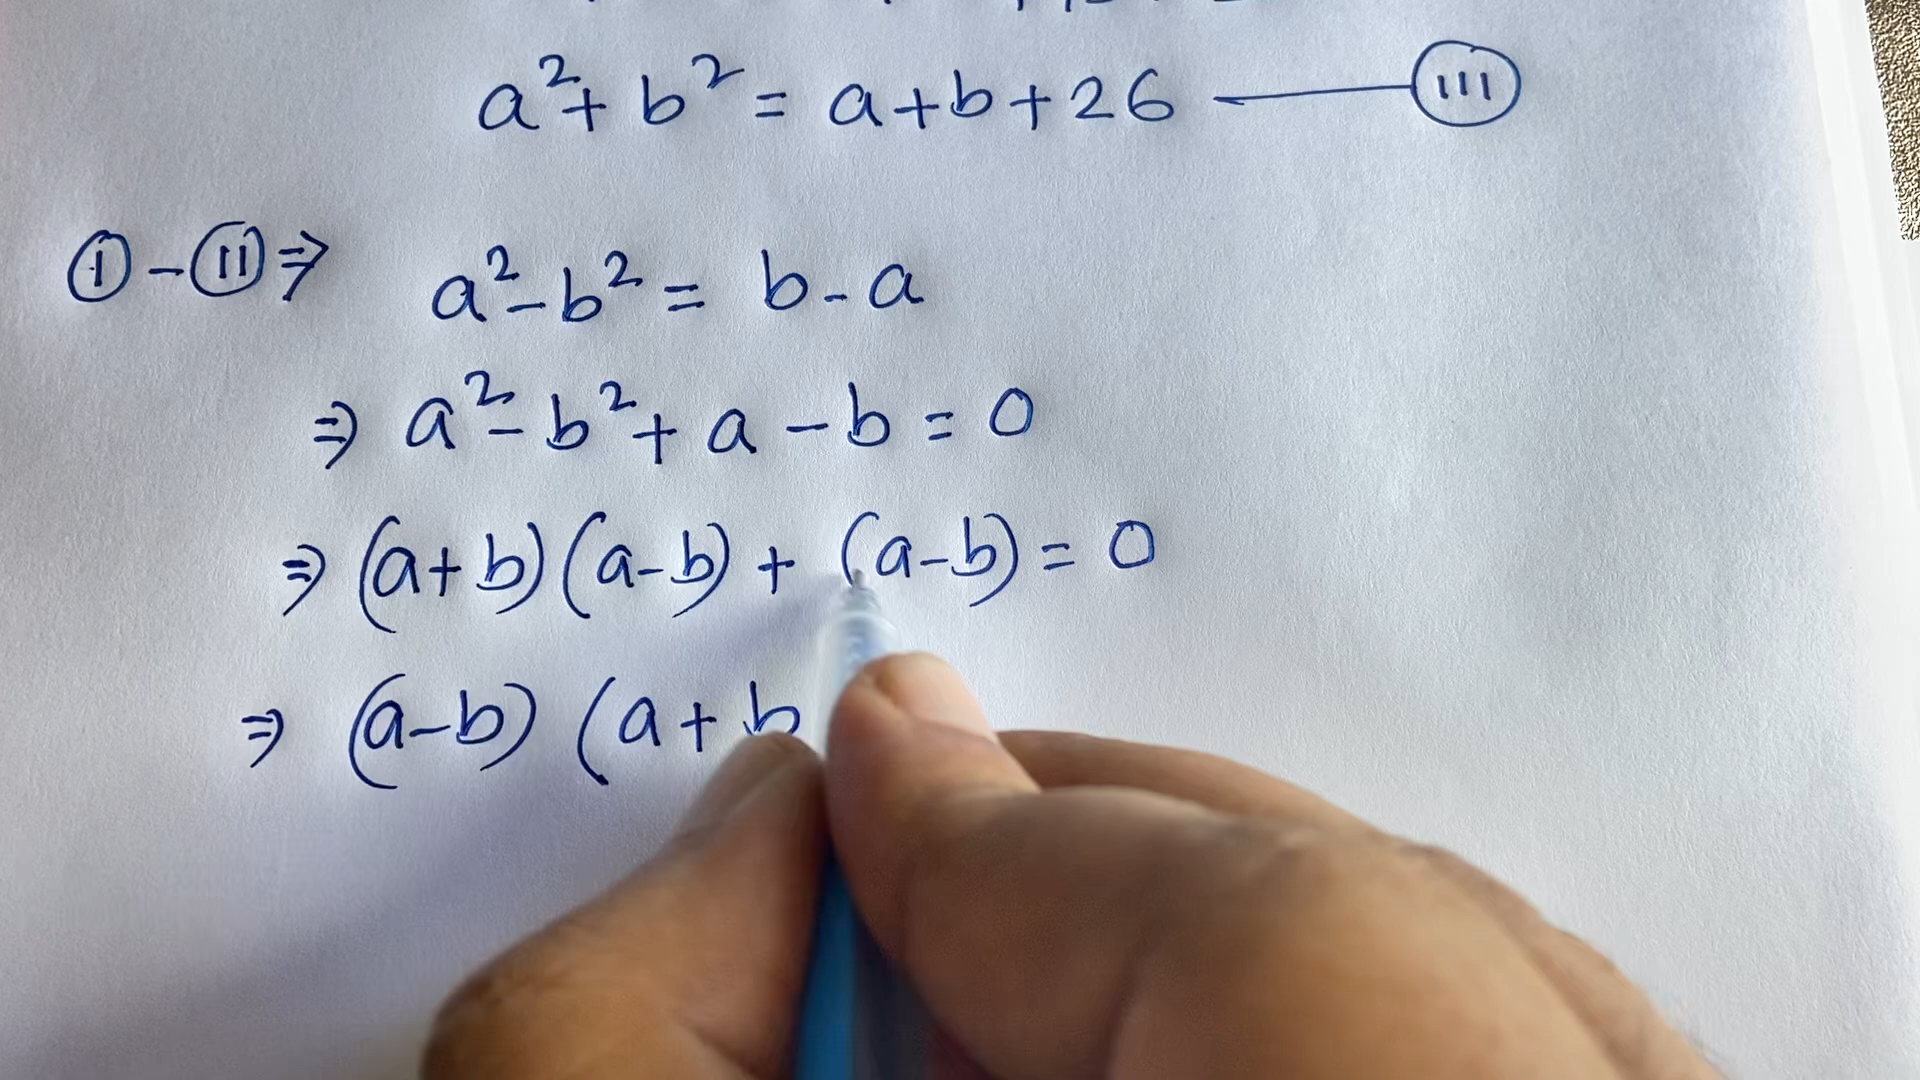 a²+b² = a+b+26 —— (III)
(I)-(II)⇒ a²-b² = b-a
⇒ a²-b²+a-b=0
⇒ (a+b)(a-b)+(a-b)=0
⇒ (a-b)(a+b